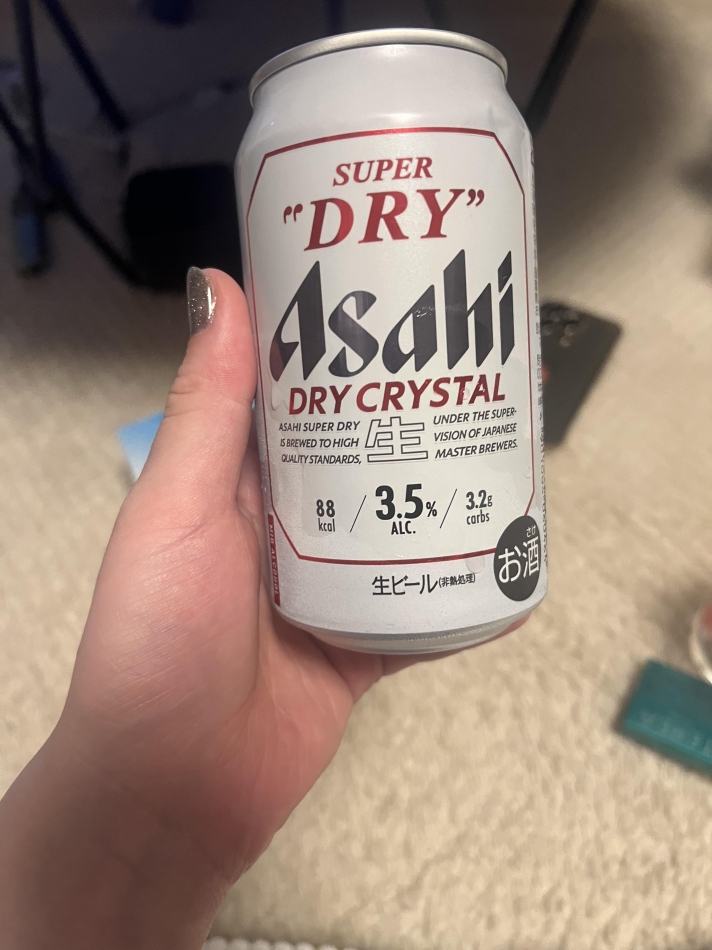 SUPER
"DRY"
Asahi
DRY CRYSTAL
ASAHI SUPER DRY
IS BREWED TO HIGH
QUALITY STANDARDS,
生
UNDER THE SUPER-
VISION OF JAPANESE
MASTER BREWERS.
88
kcal
3.5%
ALC.
3.2g
carbs
生ビール(非熱処理)
さけ
お酒